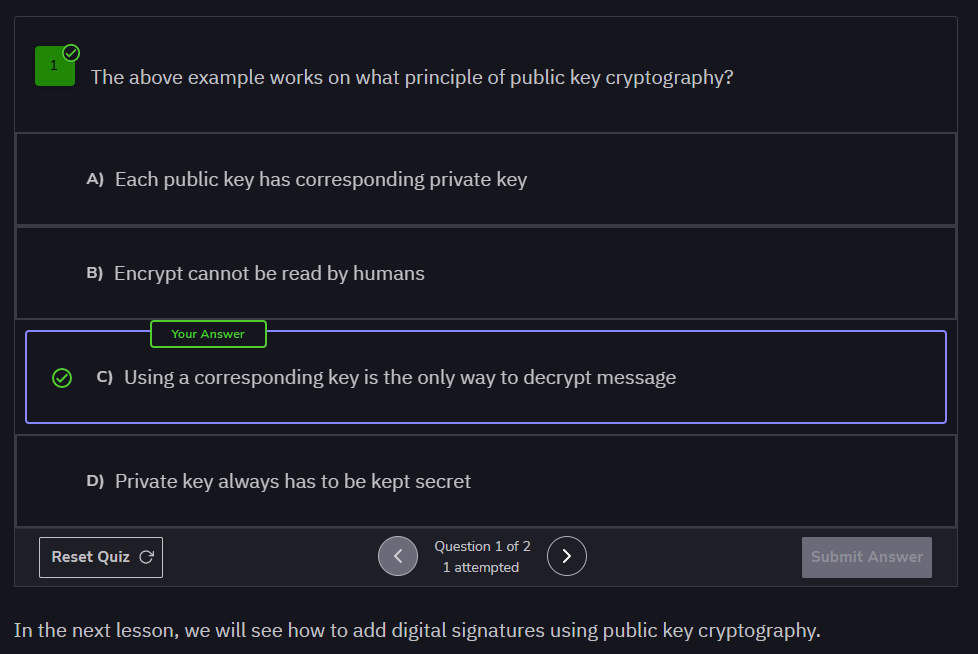 1
The above example works on what principle of public key cryptography?
A) Each public key has corresponding private key
B) Encrypt cannot be read by humans
Your Answer
C) Using a corresponding key is the only way to decrypt message
D) Private key always has to be kept secret
Reset Quiz
Question 1 of 2
1 attempted
Submit Answer
In the next lesson, we will see how to add digital signatures using public key cryptography.